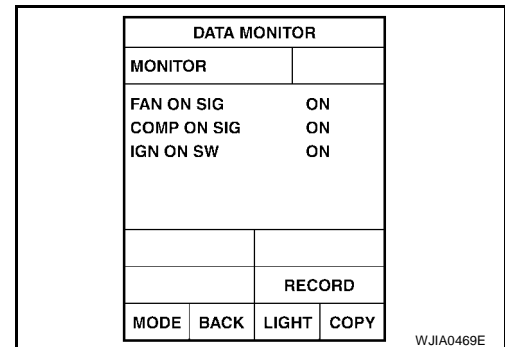 DATA MONITOR
MONITOR
FAN ON SIG ON
COMP ON SIG ON
IGN ON SW ON
RECORD
MODE BACK LIGHT COPY
WJIA0469E